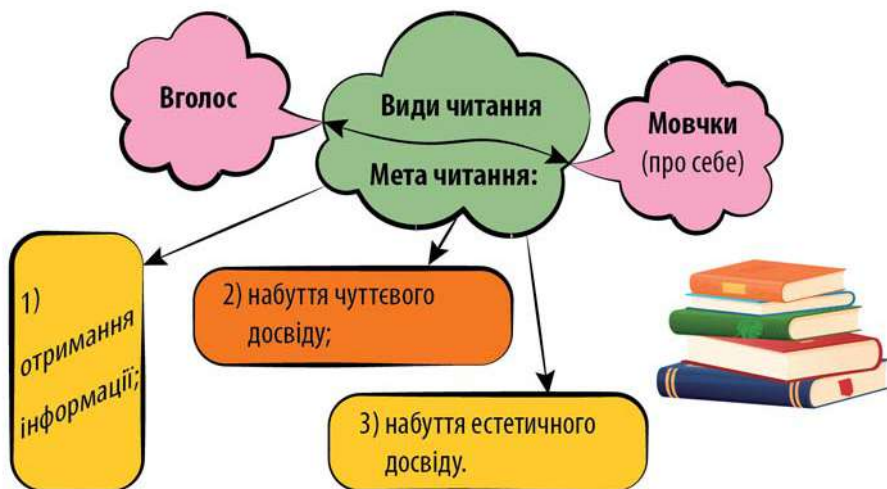 Вголос
Види читання
Мовчки
(про себе)
Мета читання:
1)
отримання
інформації;
2) набуття чуттєвого
досвіду;
3) набуття естетичного
досвіду.